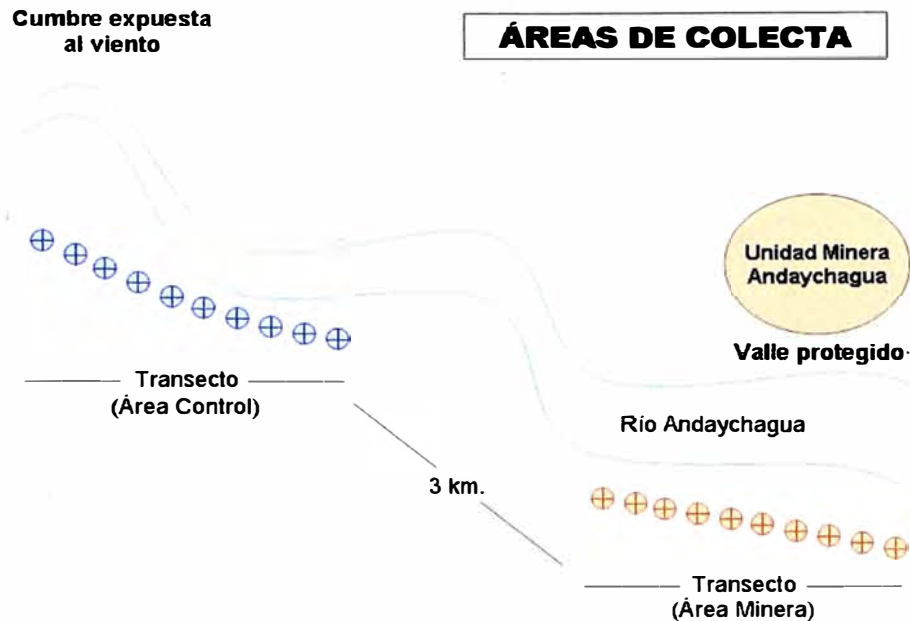 Cumbre expuesta
al viento
ÁREAS DE COLECTA
Unidad Minera
Andaychagua
Valle protegido
Transecto
(Área Control)
Río Andaychagua
3 km.
Transecto
(Área Minera)